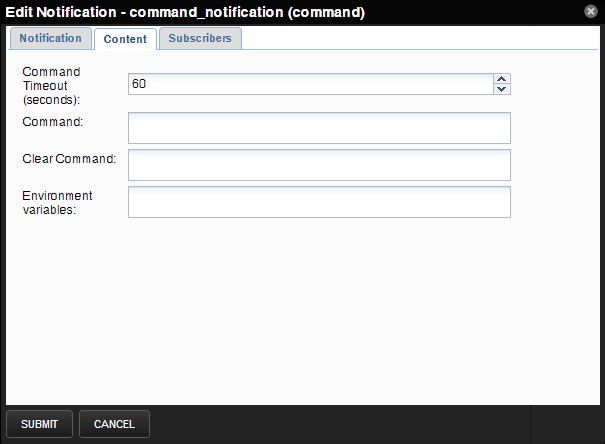 Edit Notification - command_notification (command)
Notification Content Subscribers
Command
Timeout
(seconds):
60
Command:
Clear Command:
Environment
variables:
SUBMIT CANCEL